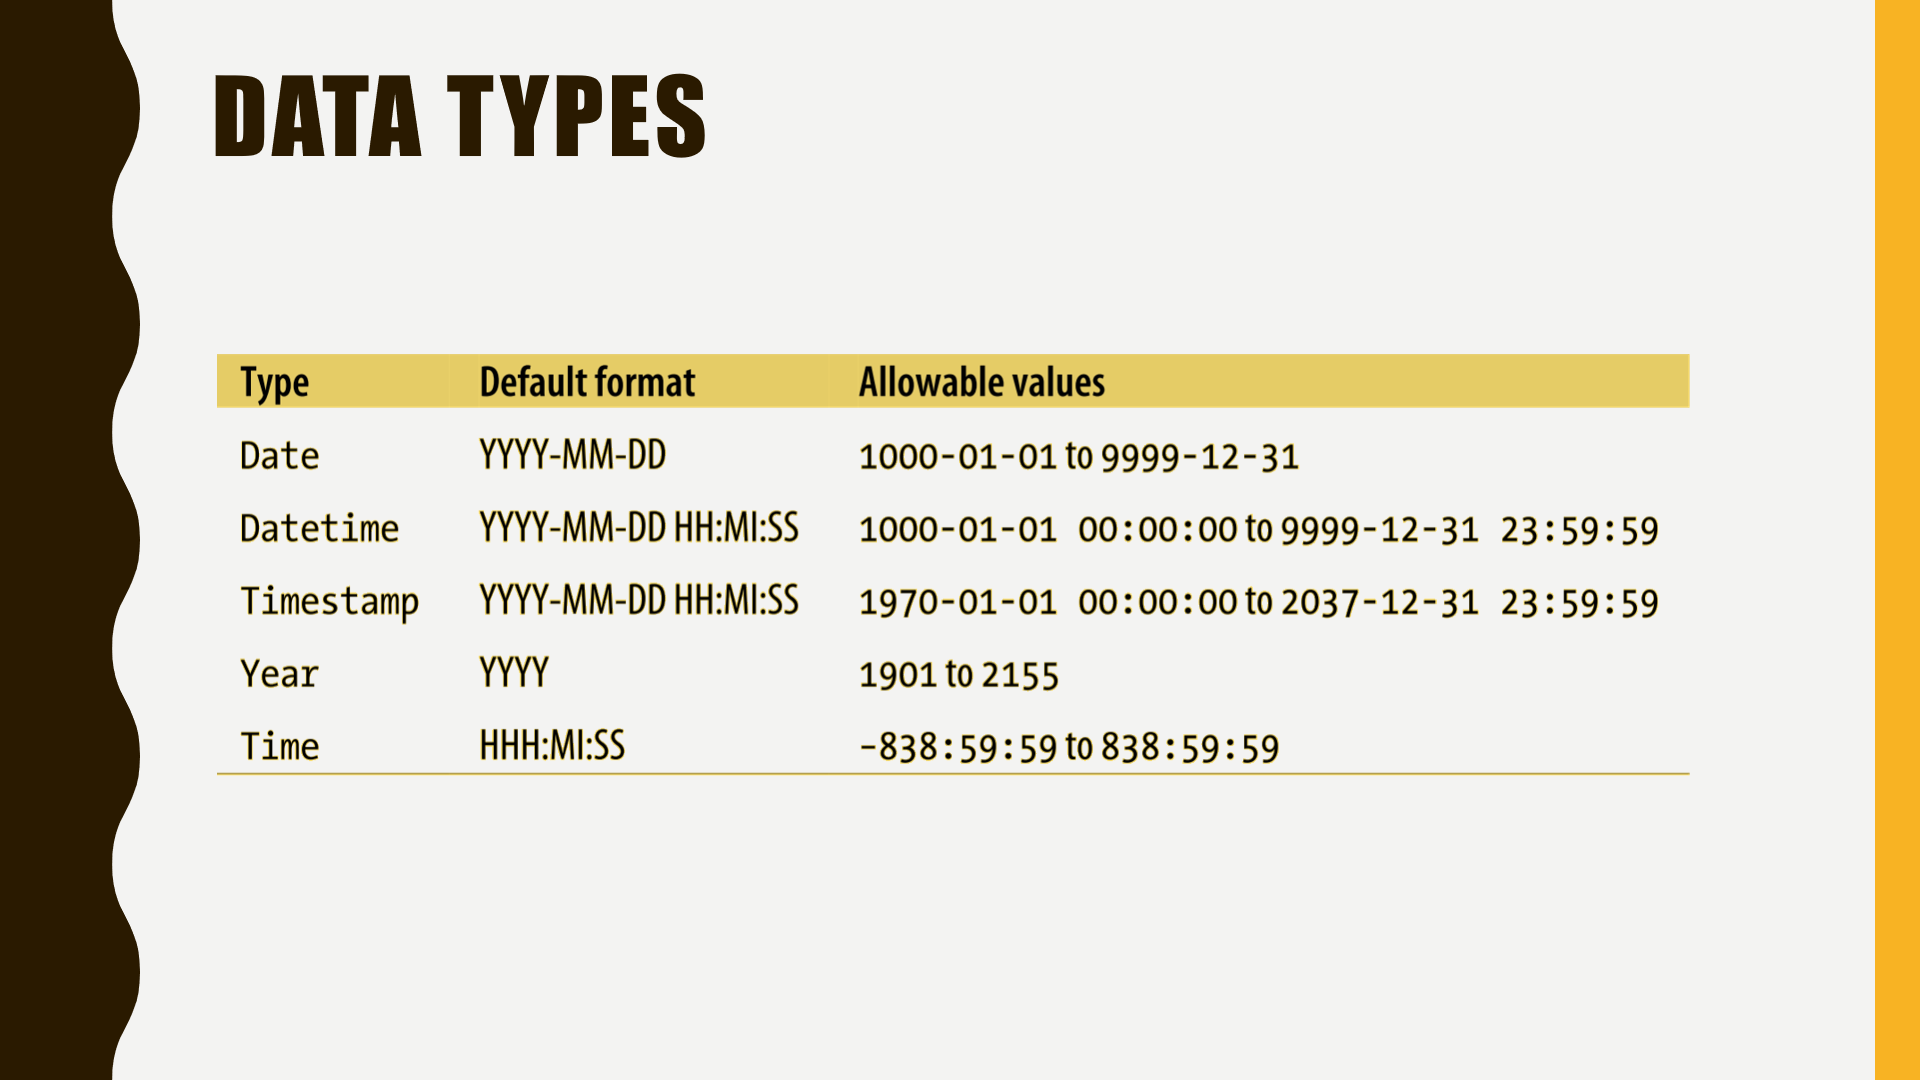 DATA TYPES
Type Default format Allowable values
Date YYYY-MM-DD 1000-01-01 to 9999-12-31
Datetime YYYY-MM-DD HH:MI:SS 1000-01-01 00:00:00 to 9999-12-31 23:59:59
Timestamp YYYY-MM-DD HH:MI:SS 1970-01-01 00:00:00 to 2037-12-31 23:59:59
Year YYYY 1901 to 2155
Time HHH:MI:SS -838:59:59 to 838:59:59